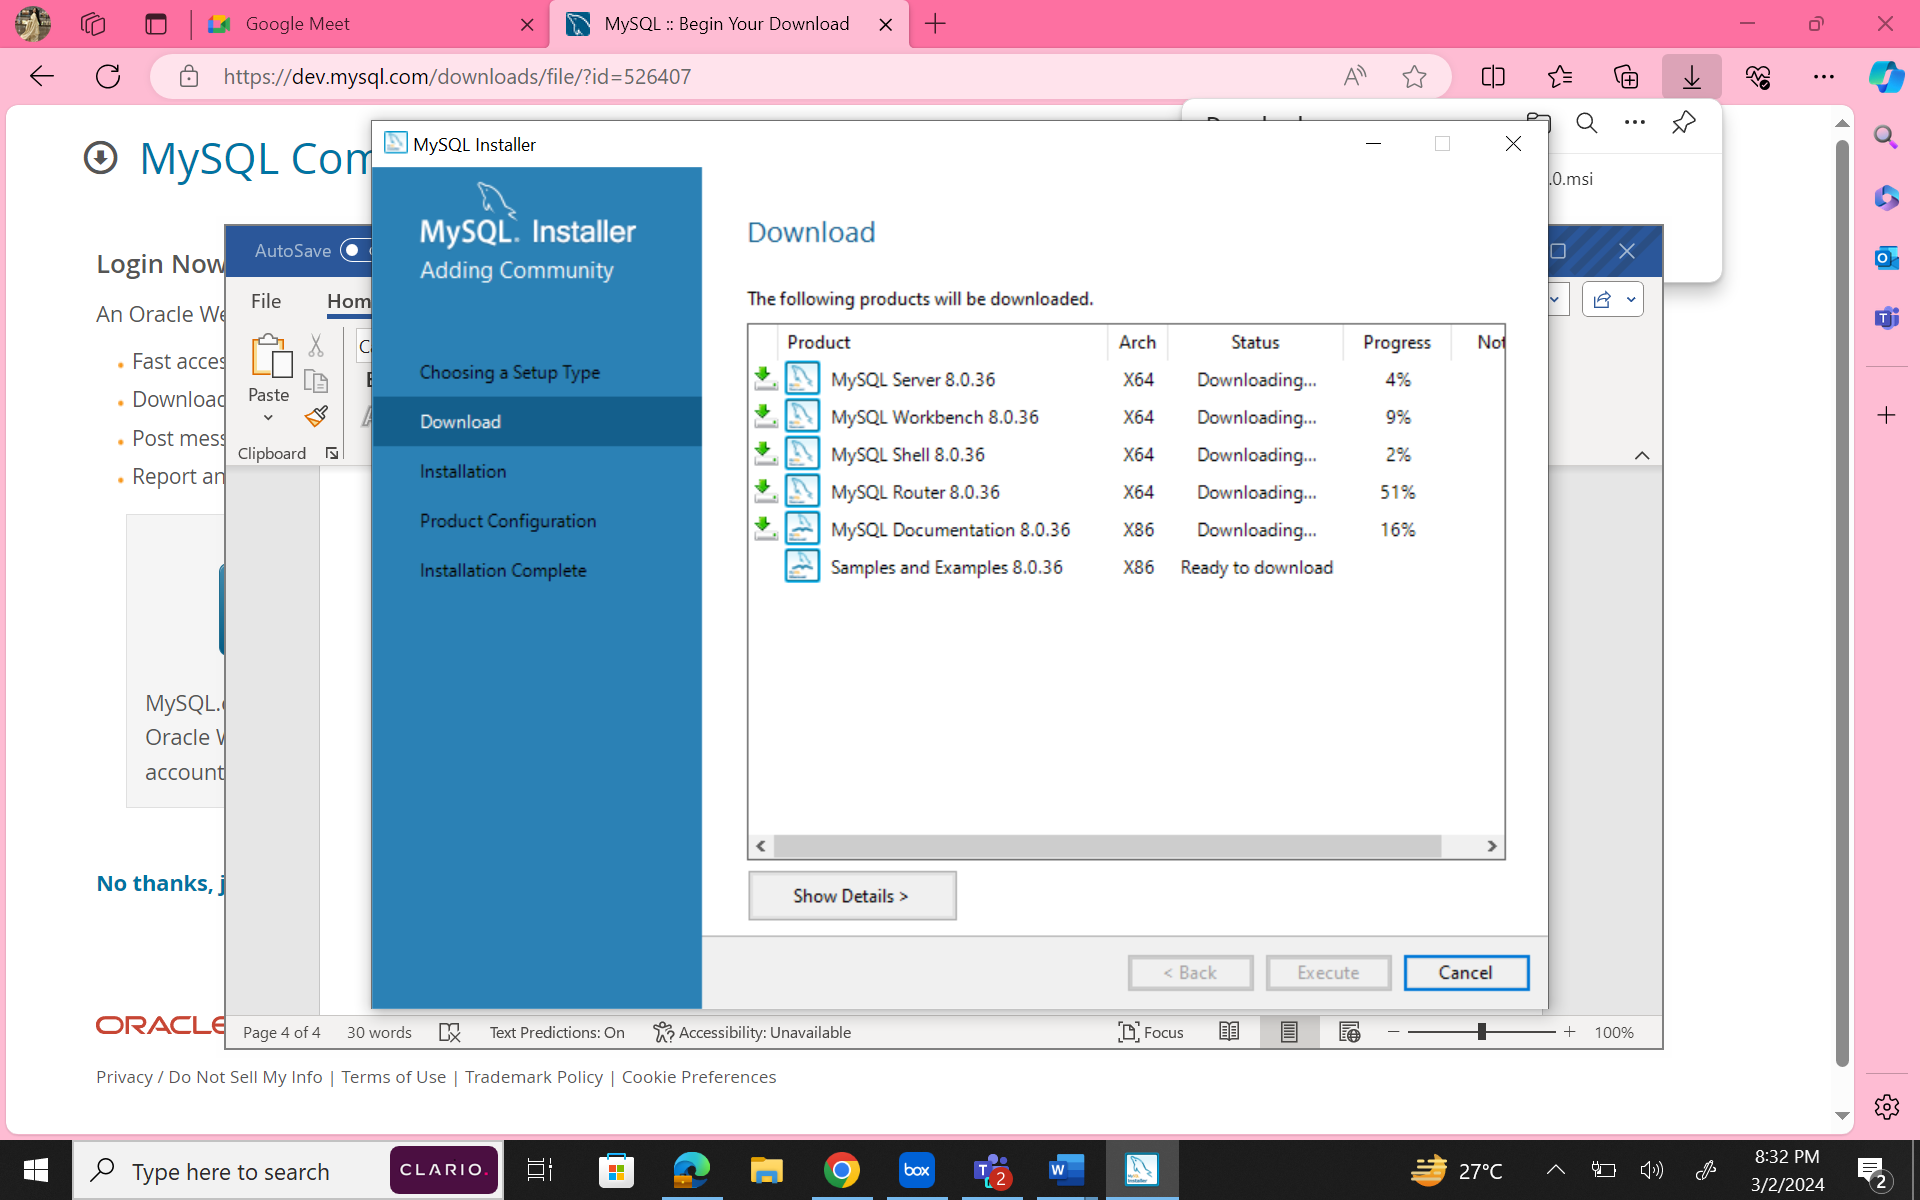 Google Meet
MySQL :: Begin Your Download
https://dev.mysql.com/downloads/file/?id=526407
MySQL Com
MySQL Installer
.0.msi
MySQL. Installer
Adding Community
Download
Login Now
AutoSave
An Oracle We
File
Hom
The following products will be downloaded.
Product Arch Status Progress Not
Fast acces
Choosing a Setup Type
MySQL Server 8.0.36 X64 Downloading... 4%
Download
Paste
Download
MySQL Workbench 8.0.36 X64 Downloading... 9%
Post mess
Clipboard
MySQL Shell 8.0.36 X64 Downloading... 2%
Report an
Installation
MySQL Router 8.0.36 X64 Downloading... 51%
Product Configuration
MySQL Documentation 8.0.36 X86 Downloading... 16%
Installation Complete
Samples and Examples 8.0.36 X86 Ready to download
MySQL.
Oracle W
account
No thanks, j
Show Details >
< Back Execute Cancel
ORACLE
Page 4 of 4 30 words Text Predictions: On Accessibility: Unavailable Focus 100%
Privacy / Do Not Sell My Info | Terms of Use | Trademark Policy | Cookie Preferences
Type here to search
CLARIO.
box
2
Installer
27°C
8:32 PM
3/2/2024
2